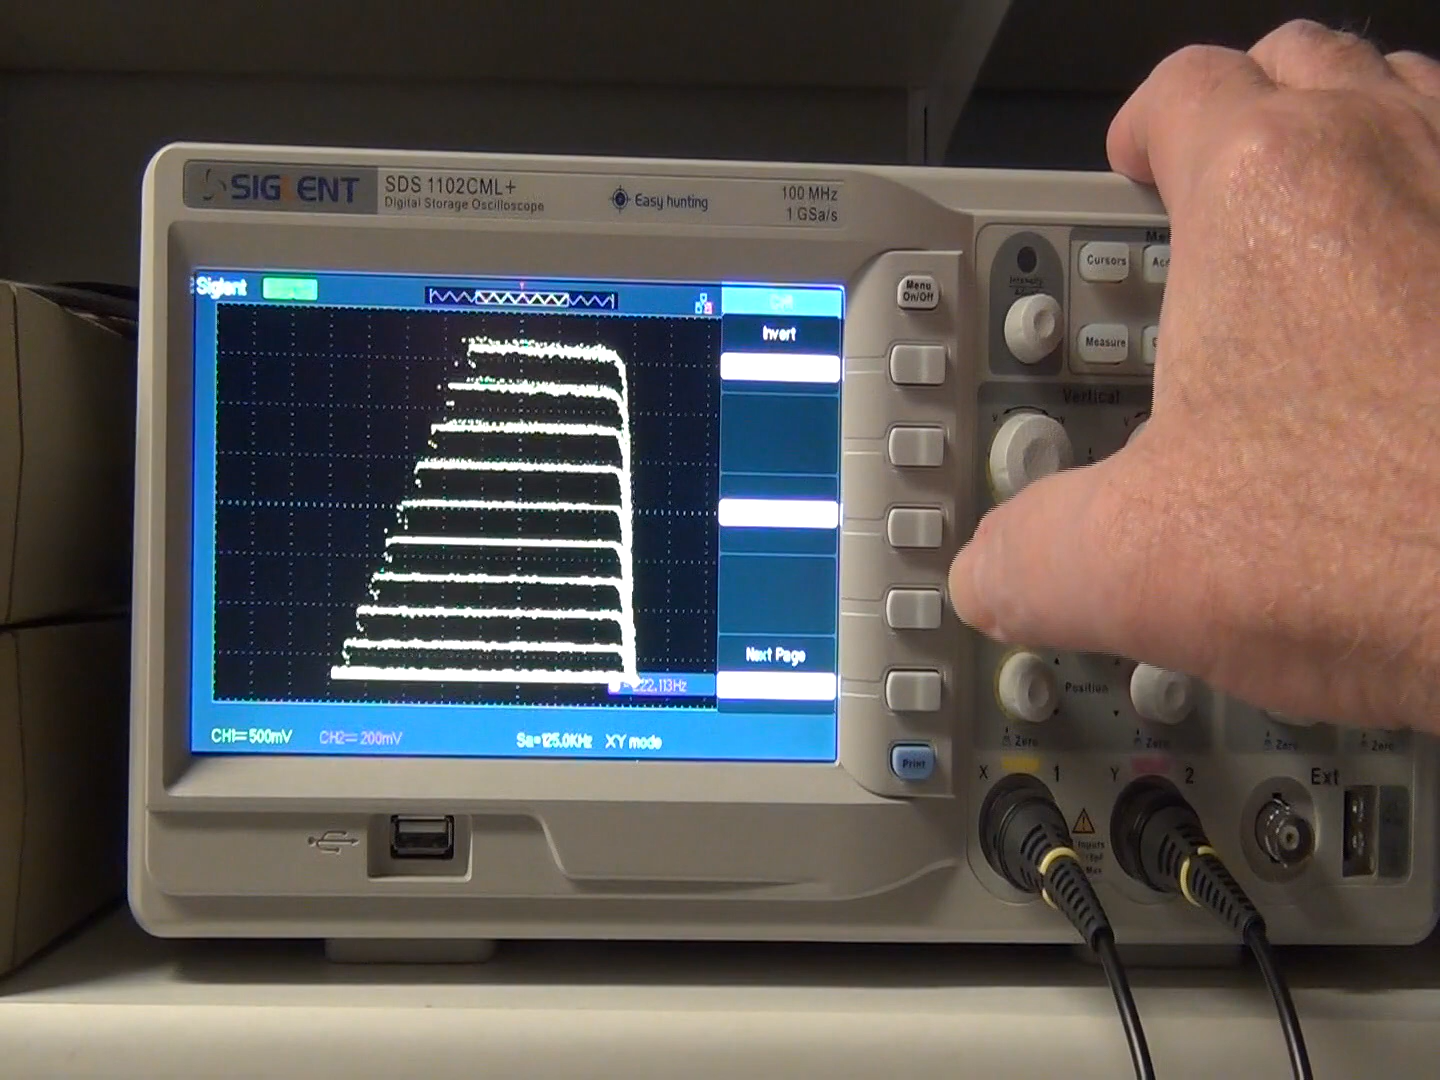 SIGLENT
SDS 1102CML+
Digital Storage Oscilloscope
Easy hunting
100 MHz
1 GSa/s
Siglent
Invert
Next Page
CH1 500mV
CH2 200mV
Sa=125.0KHz
XY mode
Menu
On/Off
Print
Cursors
Measure
Vertical
V
V
Position
Zero
Zero
Zero
Zero
X
1
Y
2
Ext
Inputs
Max